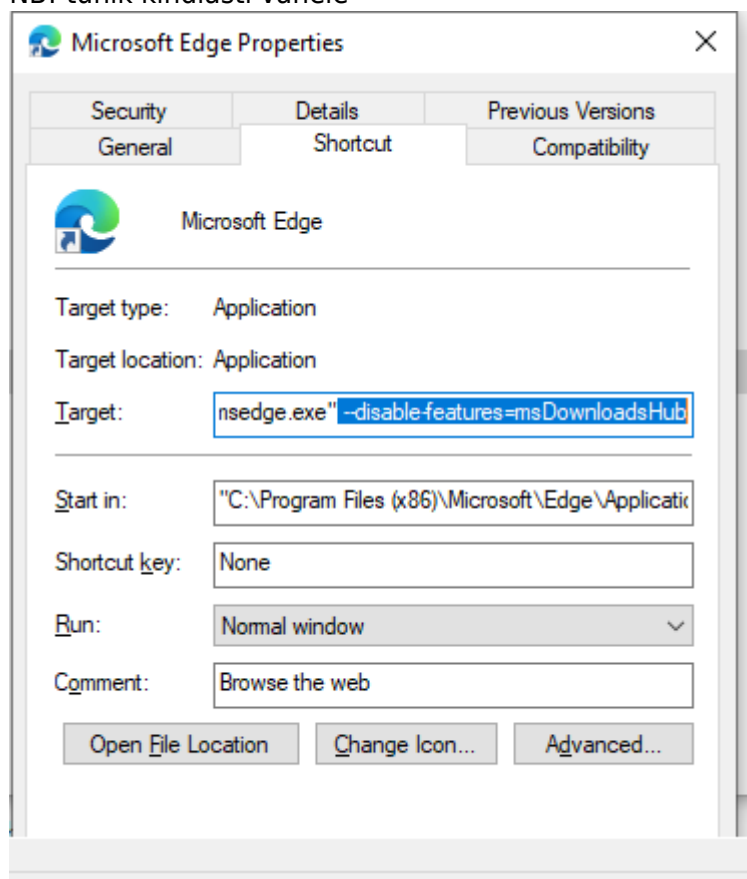 Microsoft Edge Properties
Security Details Previous Versions
General Shortcut Compatibility
Microsoft Edge
Target type: Application
Target location: Application
Target: nsedge.exe" --disable-features=msDownloadsHub
Start in: "C:\Program Files (x86)\Microsoft\Edge\Applicatic
Shortcut key: None
Run: Normal window
Comment: Browse the web
Open File Location Change Icon... Advanced...